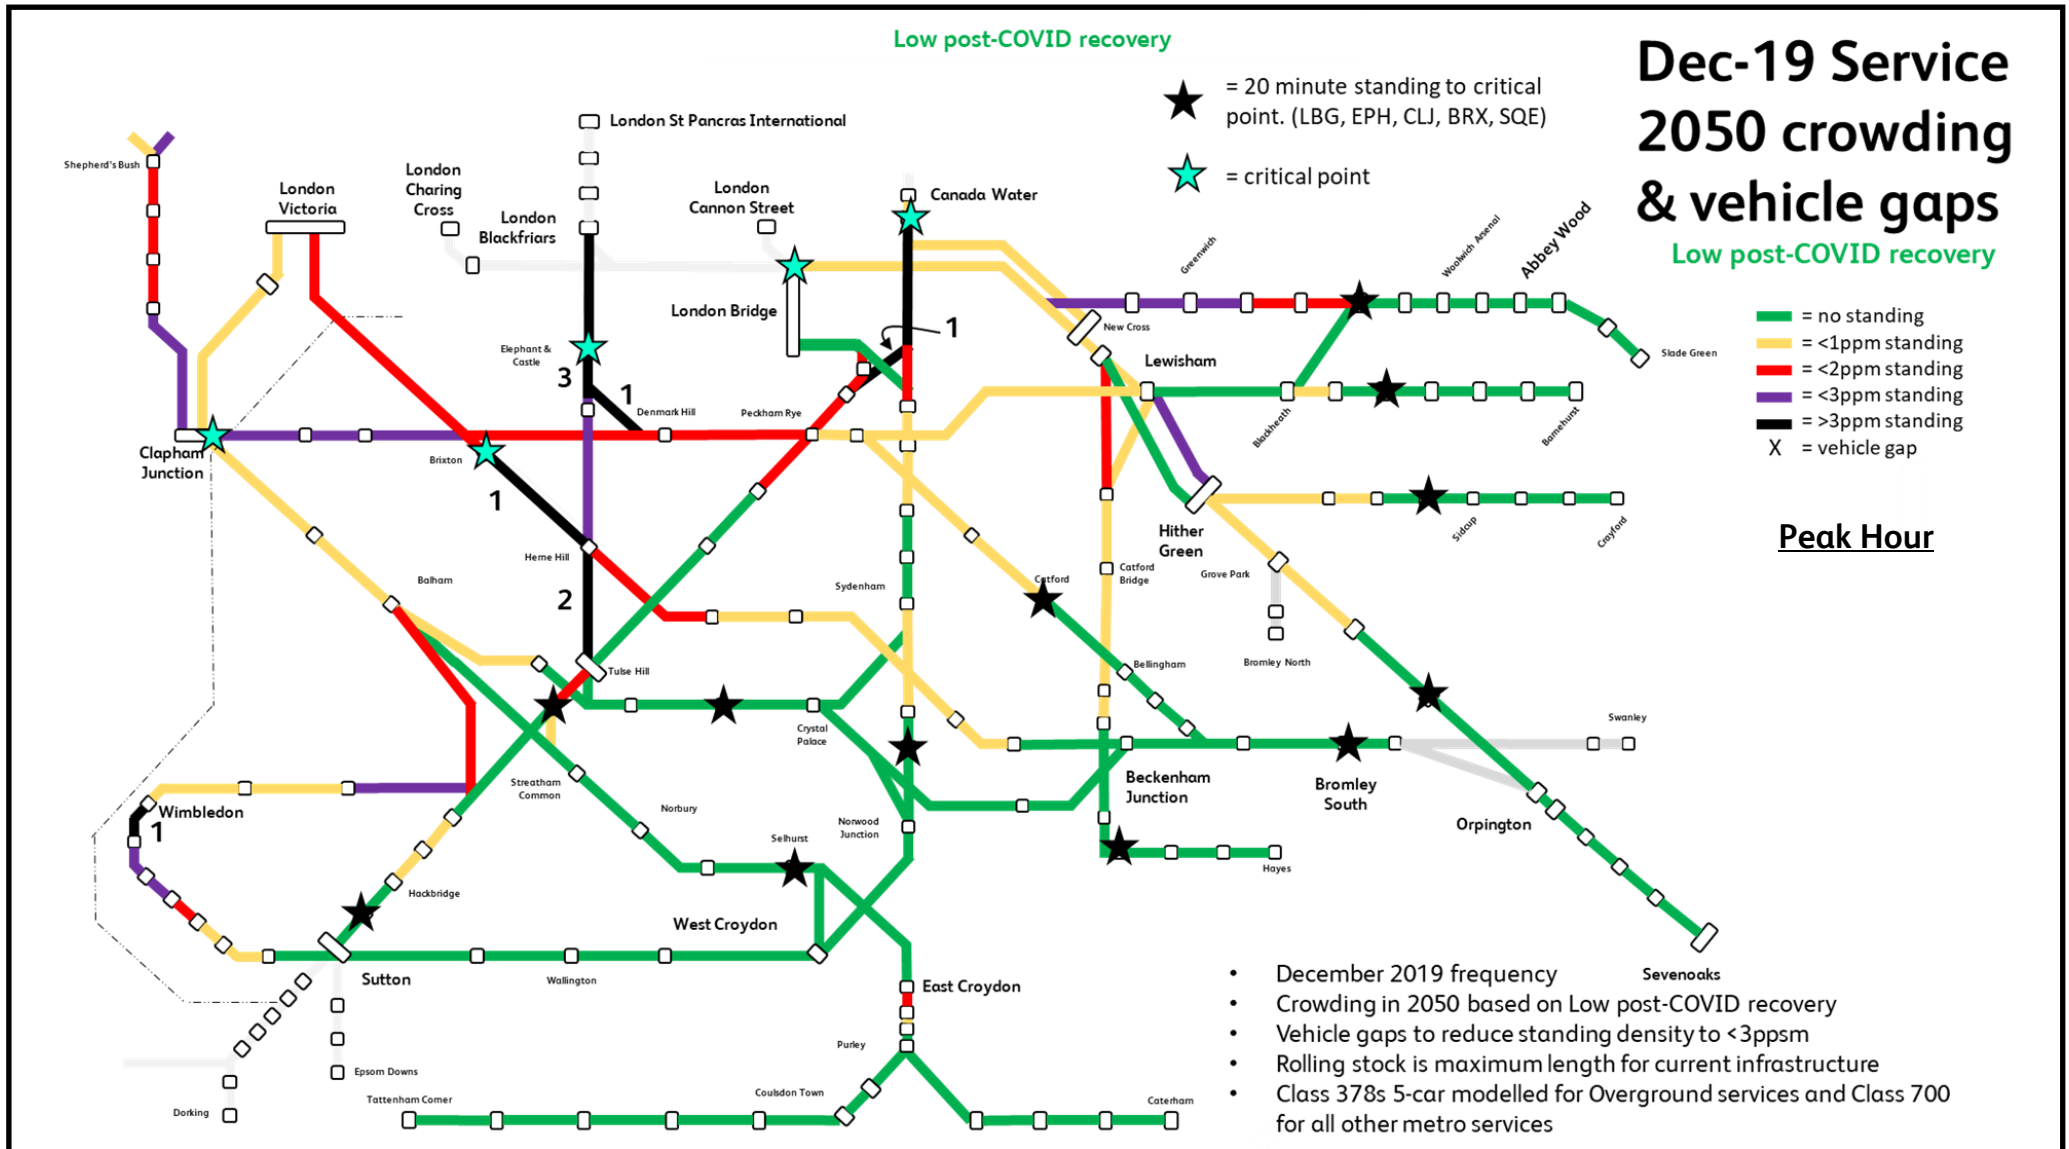 Low post-COVID recovery
Dec-19 Service
2050 crowding
& vehicle gaps
Low post-COVID recovery
= 20 minute standing to critical
point. (LBG, EPH, CLJ, BRX, SQE)
= critical point
= no standing
= <1ppm standing
= <2ppm standing
= <3ppm standing
= >3ppm standing
X = vehicle gap
Peak Hour
London St Pancras International
Shepherd's Bush
London
Victoria
London
Charing
Cross
London
Blackfriars
London
Cannon Street
Canada Water
London Bridge
Greenwich
Woolwich Arsenal
Abbey Wood
Slade Green
New Cross
Lewisham
Elephant &
Castle
3
1
1
Denmark Hill
Peckham Rye
Blackheath
Barnehurst
Clapham
Junction
Brixton
1
Hither
Green
Sidcup
Crayford
Herne Hill
Balham
2
Sydenham
Catford
Catford
Bridge
Grove Park
Bromley North
Tulse Hill
Bellingham
Crystal
Palace
Swanley
Streatham
Common
Beckenham
Junction
Bromley
South
Wimbledon
1
Norbury
Norwood
Junction
Orpington
Selhurst
Hayes
Hackbridge
West Croydon
Sutton
Wallington
East Croydon
Sevenoaks
Purley
Epsom Downs
Coulsdon Town
Tattenham Corner
Caterham
Dorking
• December 2019 frequency
• Crowding in 2050 based on Low post-COVID recovery
• Vehicle gaps to reduce standing density to <3ppsm
• Rolling stock is maximum length for current infrastructure
• Class 378s 5-car modelled for Overground services and Class 700
for all other metro services